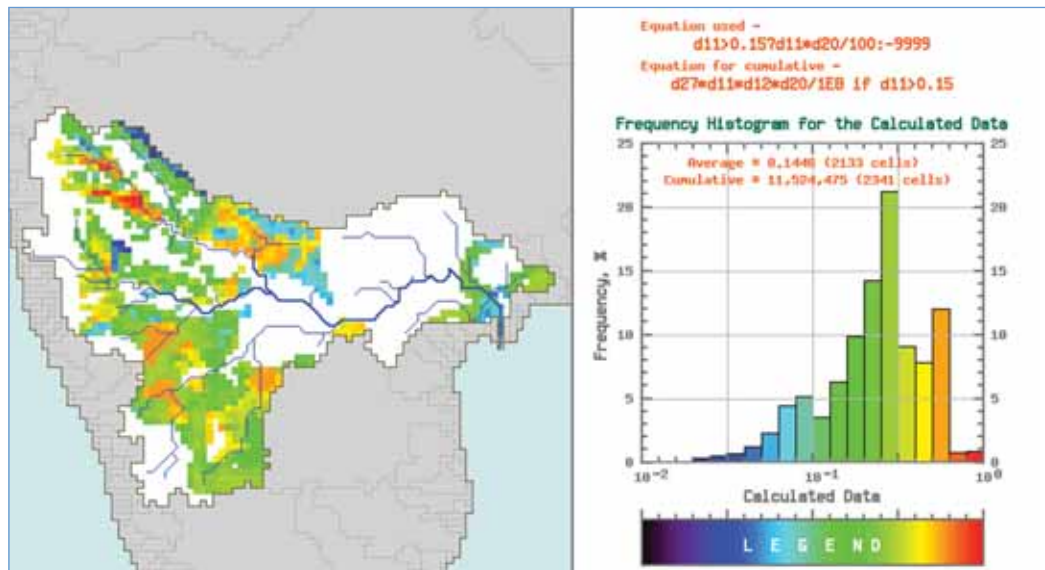 Equation used -
d11>0.15?d11*d20/100:-9999
Equation for cumulative -
d27*d11*d12*d20/1E8 if d11>0.15
Frequency Histogram for the Calculated Data
Average = 0.1446 (2133 cells)
Cumulative = 11,524,475 (2341 cells)
25 25
20 20
15 15
10 10
5 5
0 0
Frequency, %
10^-2 10^-1 10^0
Calculated Data
L E G E N D